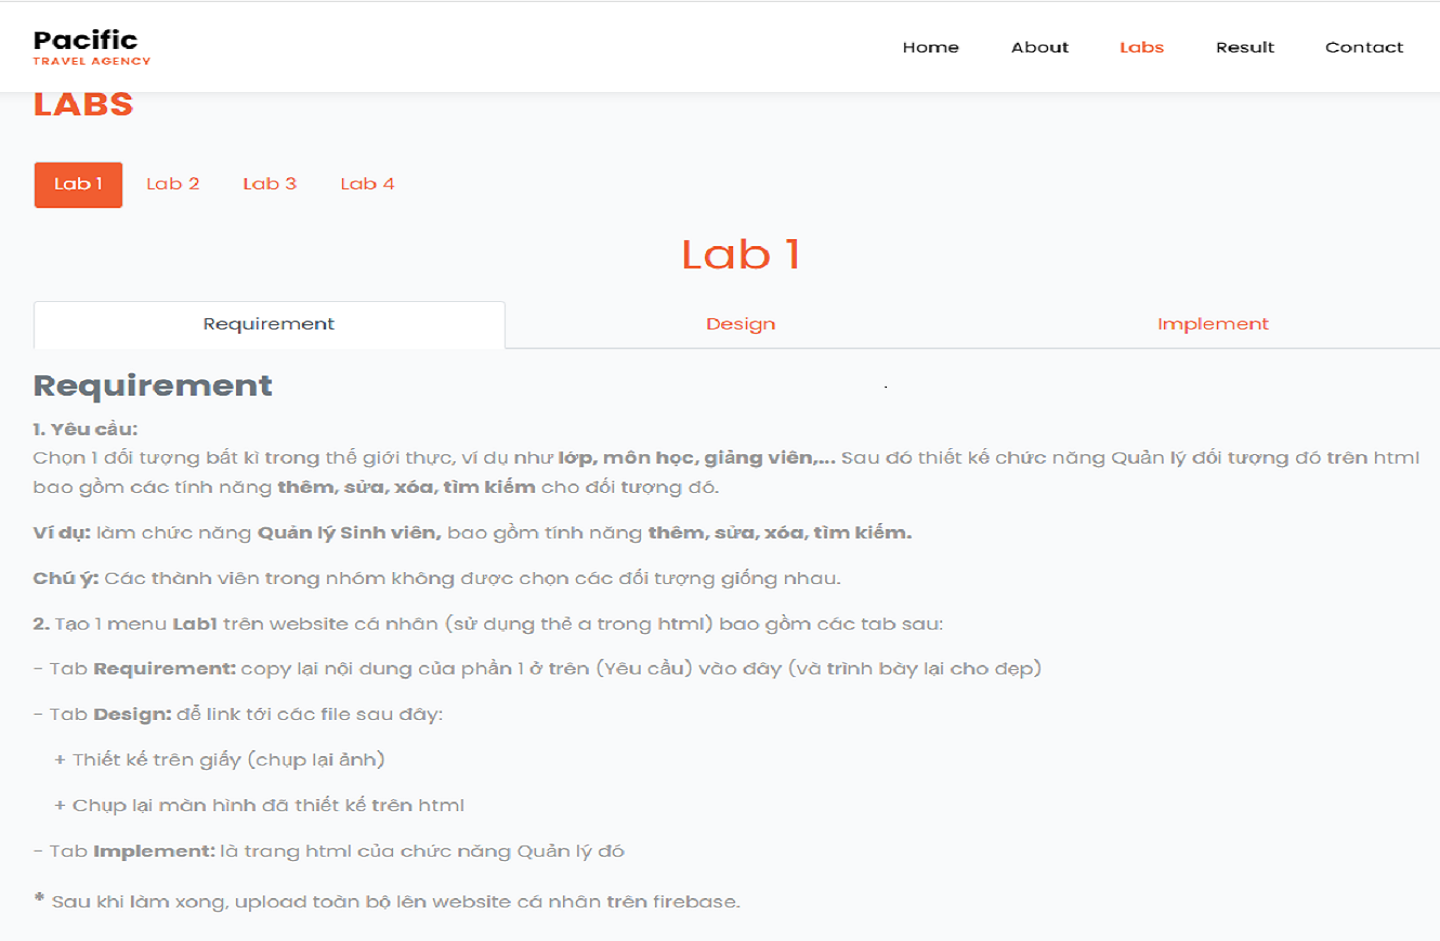 Pacific
TRAVEL AGENCY
Home About Labs Result Contact
LABS
Lab 1 Lab 2 Lab 3 Lab 4
Lab 1
Requirement Design Implement
Requirement
1. Yêu cầu:
Chọn 1 đối tượng bất kì trong thế giới thực, ví dụ như lớp, môn học, giảng viên,... Sau đó thiết kế chức năng Quản lý đối tượng đó trên html
bao gồm các tính năng thêm, sửa, xóa, tìm kiếm cho đối tượng đó.
Ví dụ: làm chức năng Quản lý Sinh viên, bao gồm tính năng thêm, sửa, xóa, tìm kiếm.
Chú ý: Các thành viên trong nhóm không được chọn các đối tượng giống nhau.
2. Tạo 1 menu Lab1 trên website cá nhân (sử dụng thẻ a trong html) bao gồm các tab sau:
- Tab Requirement: copy lại nội dung của phần 1 ở trên (Yêu cầu) vào đây (và trình bày lại cho đẹp)
- Tab Design: để link tới các file sau đây:
+ Thiết kế trên giấy (chụp lại ảnh)
+ Chụp lại màn hình đã thiết kế trên html
- Tab Implement: là trang html của chức năng Quản lý đó
* Sau khi làm xong, upload toàn bộ lên website cá nhân trên firebase.